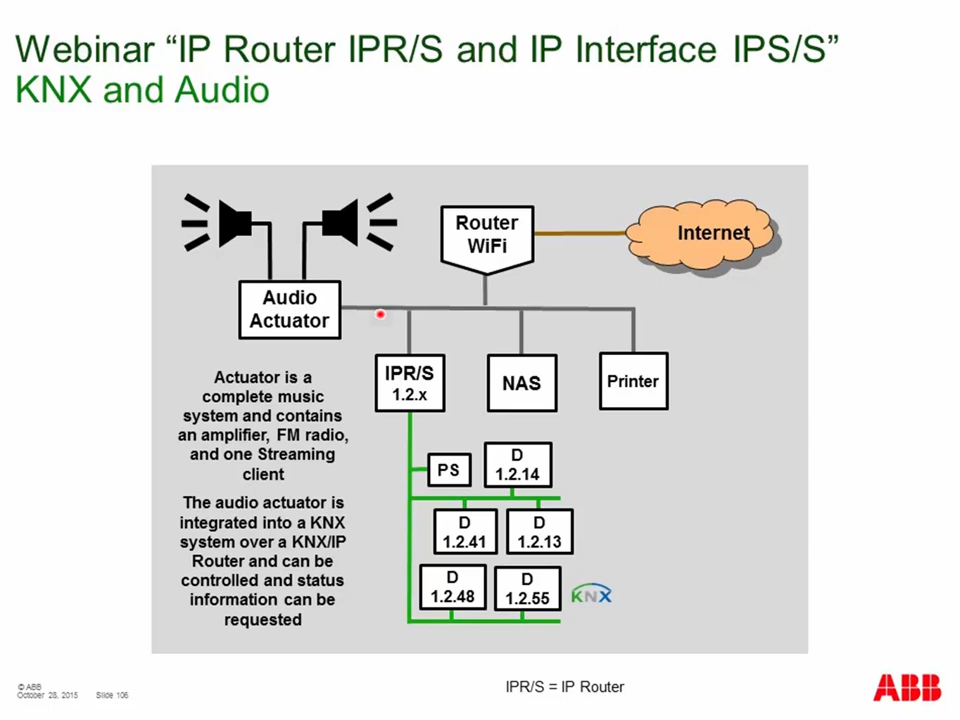 Webinar “IP Router IPR/S and IP Interface IPS/S”
KNX and Audio
Router
WiFi
Internet
Audio
Actuator
IPR/S
1.2.x
NAS
Printer
Actuator is a
complete music
system and contains
an amplifier, FM radio,
and one Streaming
client
The audio actuator is
integrated into a KNX
system over a KNX/IP
Router and can be
controlled and status
information can be
requested
PS
D
1.2.14
D
1.2.41
D
1.2.13
D
1.2.48
D
1.2.55
KNX
© ABB
October 28, 2015 Slide 106
IPR/S = IP Router
ABB